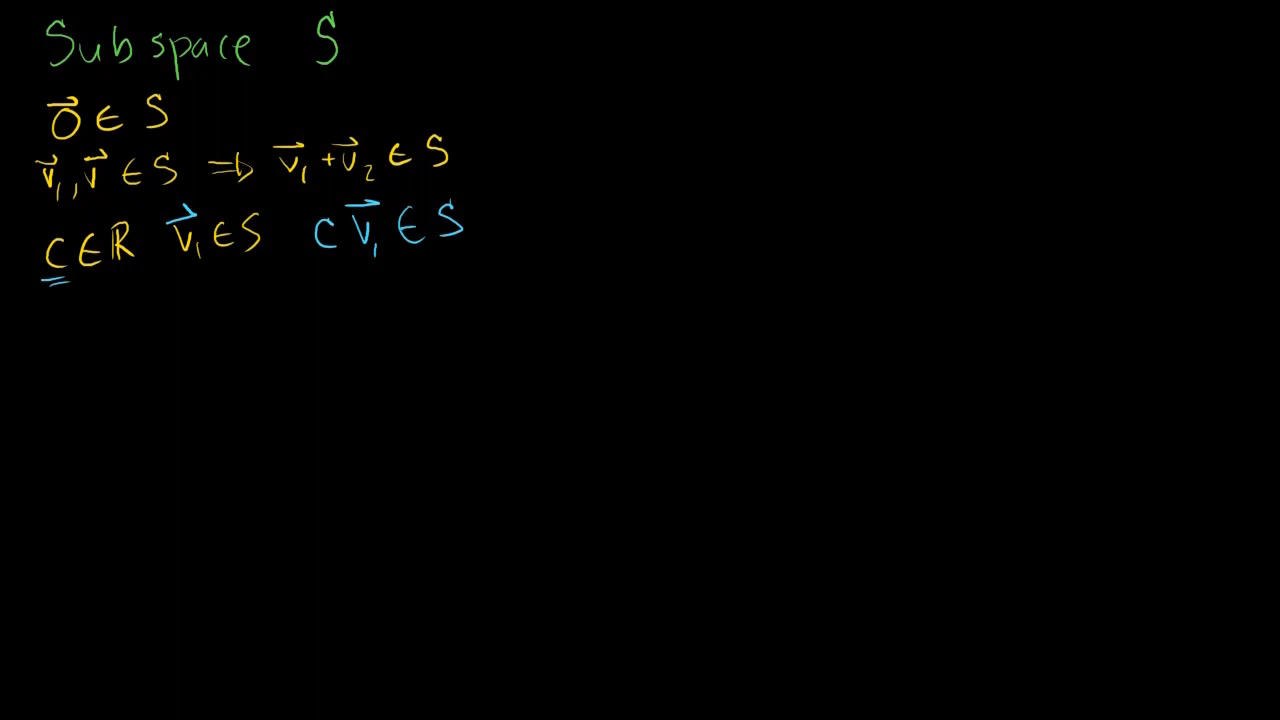 Subspace S
0⃗ ∈ S
v⃗₁, v⃗ ∈ S ⇒ v⃗₁ + v⃗₂ ∈ S
c ∈ ℝ v⃗₁ ∈ S c v⃗₁ ∈ S